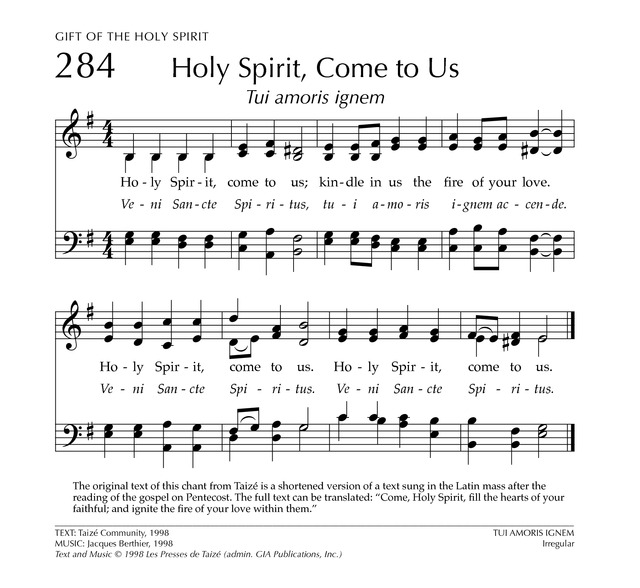 GIFT OF THE HOLY SPIRIT
284 Holy Spirit, Come to Us
Tui amoris ignem
Ho - ly Spir - it, come to us; kin-dle in us the fire of your love.
Ve - ni San - cte Spi - ri - tus, tu - i a-mo - ris i-gnem ac - cen-de.
Ho - ly Spir - it, come to us. Ho - ly Spir - it, come to us.
Ve - ni San - cte Spi - ri - tus. Ve - ni San - cte Spi - ri - tus.
The original text of this chant from Taizé is a shortened version of a text sung in the Latin mass after the
reading of the gospel on Pentecost. The full text can be translated: “Come, Holy Spirit, fill the hearts of your
faithful; and ignite the fire of your love within them.”
TEXT: Taizé Community, 1998 TUI AMORIS IGNEM
MUSIC: Jacques Berthier, 1998 Irregular
Text and Music © 1998 Les Presses de Taizé (admin. GIA Publications, Inc.)